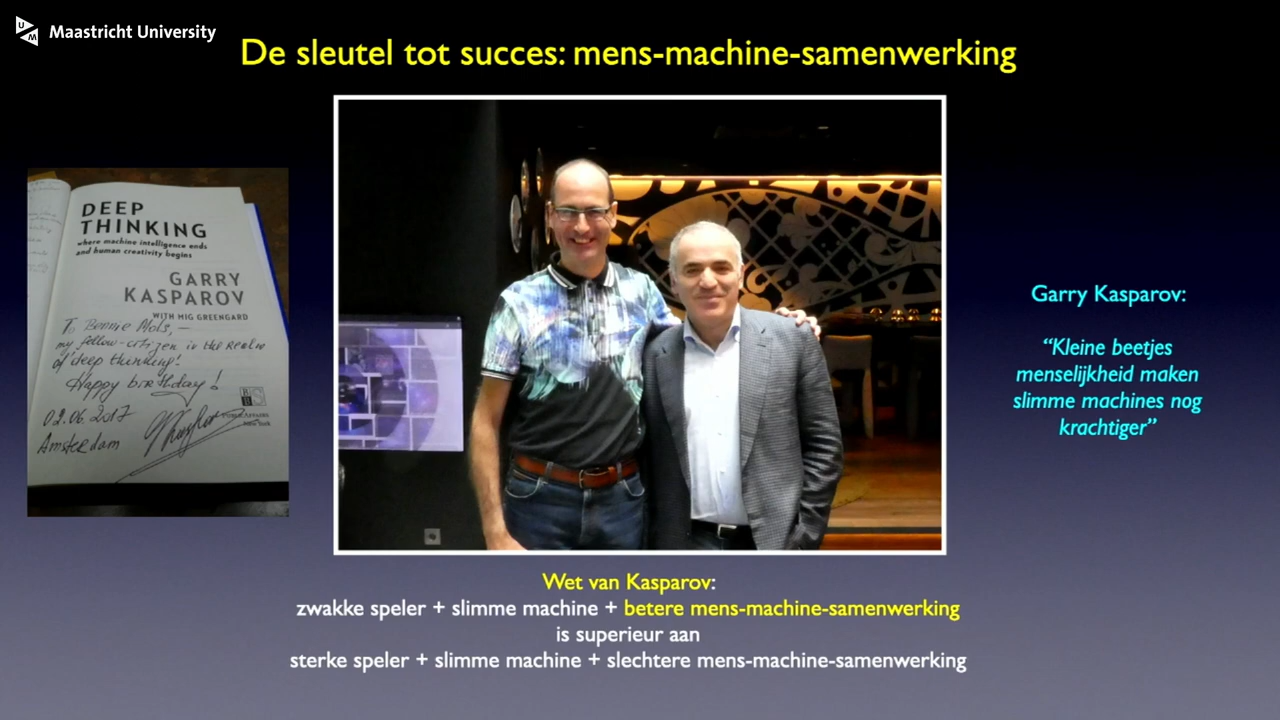 Maastricht University
De sleutel tot succes: mens-machine-samenwerking
DEEP
THINKING
where machine intelligence ends
and human creativity begins
GARRY
KASPAROV
WITH MIG GREENGARD
To Bennie Mols, —
my fellow-citizen in the realm
of deep thinking!
Happy birthday!
02.06.2017
Amsterdam
Garry Kasparov:
“Kleine beetjes
menselijkheid maken
slimme machines nog
krachtiger”
Wet van Kasparov:
zwakke speler + slimme machine + betere mens-machine-samenwerking
is superieur aan
sterke speler + slimme machine + slechtere mens-machine-samenwerking